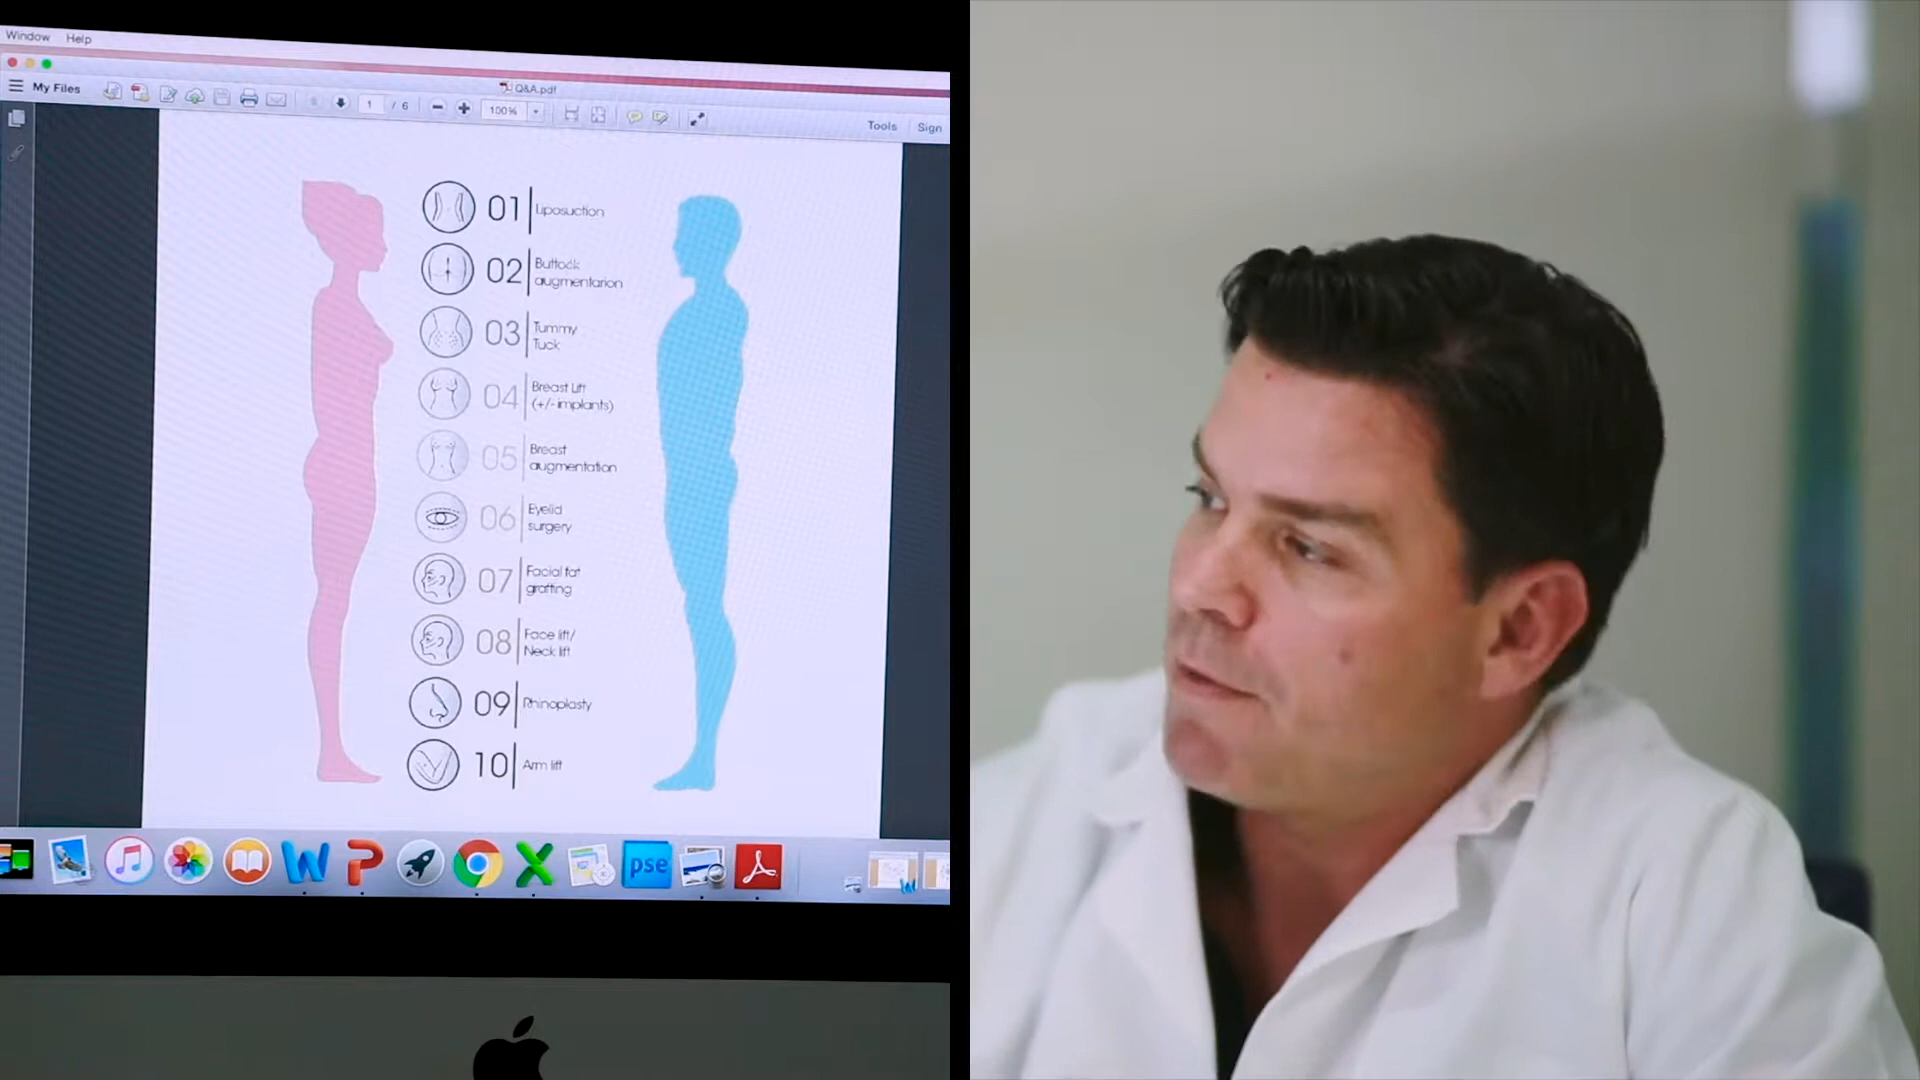 Window Help
Q&A.pdf
My Files
1 / 6
100%
Tools Sign
01 Liposuction
02 Buttock
augmentarion
03 Tummy
Tuck
04 Breast Lift
(+/- implants)
05 Breast
augmentation
06 Eyelid
surgery
07 Facial fat
grafting
08 Face lift/
Neck lift
09 Rhinoplasty
10 Arm lift
pse